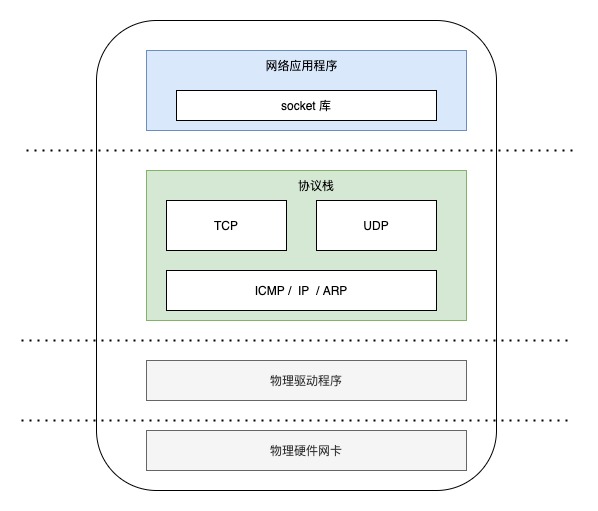 网络应用程序
socket 库
协议栈
TCP
UDP
ICMP / IP / ARP
物理驱动程序
物理硬件网卡